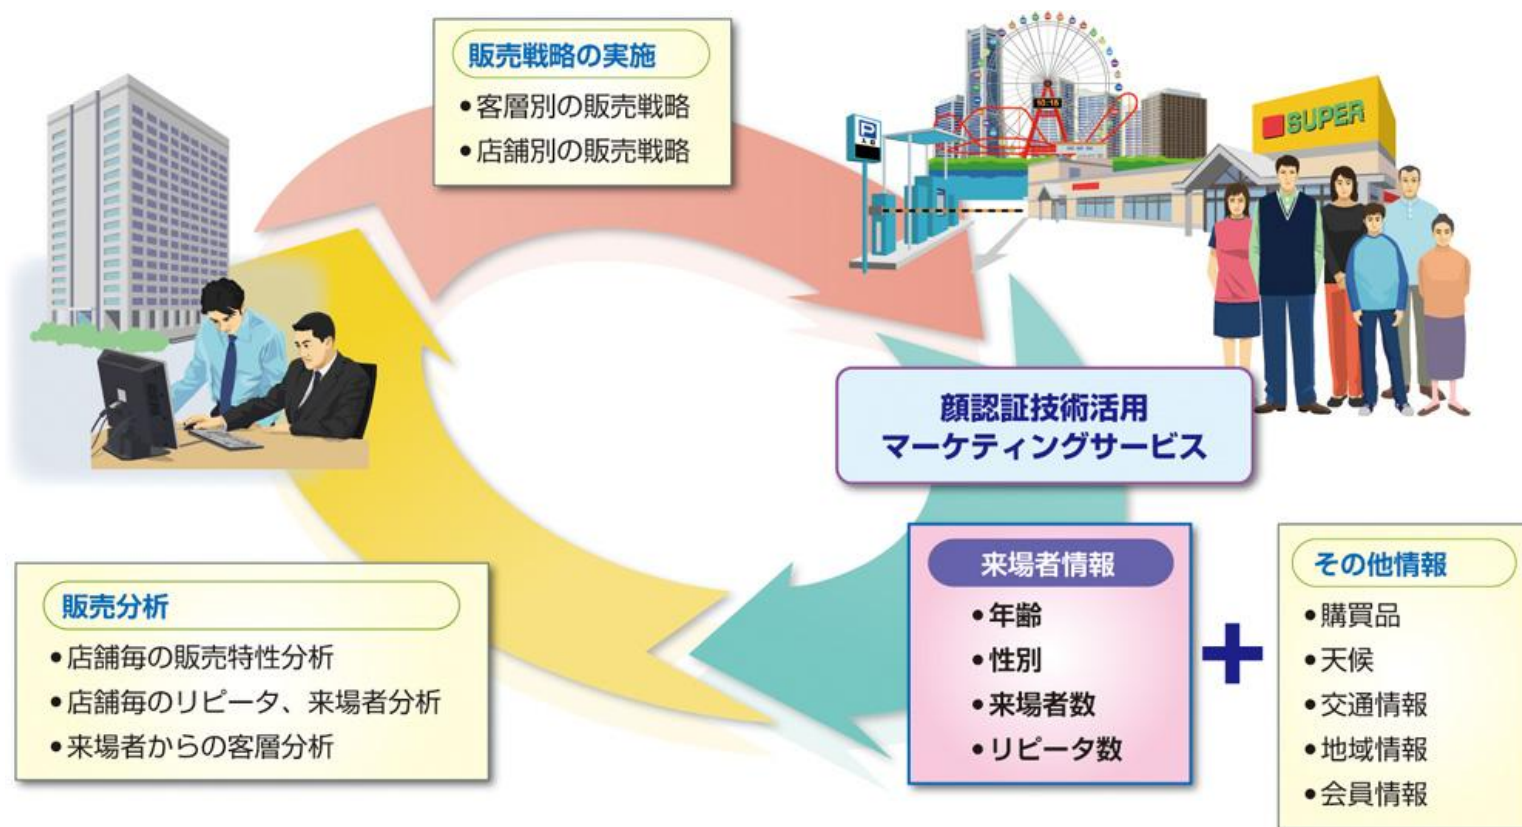 販売戦略の実施
•客層別の販売戦略
•店舗別の販売戦略
P
10:15
SUPER
顔認証技術活用
マーケティングサービス
来場者情報
•年齢
•性別
•来場者数
•リピータ数
その他情報
•購買品
•天候
•交通情報
•地域情報
•会員情報
販売分析
•店舗毎の販売特性分析
•店舗毎のリピータ、来場者分析
•来場者からの客層分析